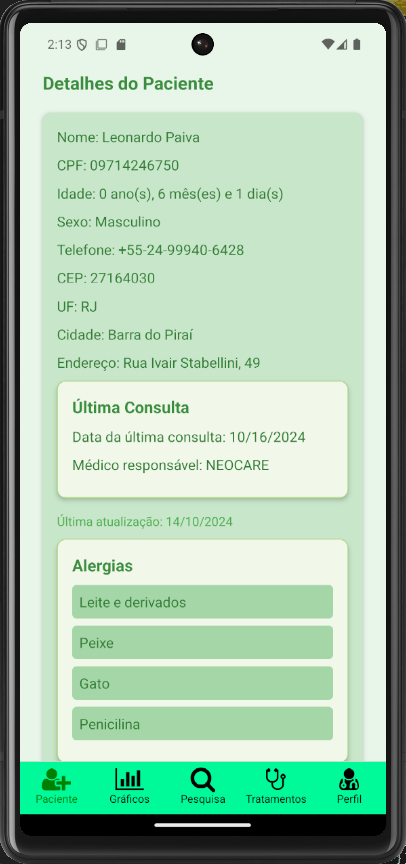 2:13
Detalhes do Paciente
Nome: Leonardo Paiva
CPF: 09714246750
Idade: 0 ano(s), 6 mês(es) e 1 dia(s)
Sexo: Masculino
Telefone: +55-24-99940-6428
CEP: 27164030
UF: RJ
Cidade: Barra do Piraí
Endereço: Rua Ivair Stabellini, 49
Última Consulta
Data da última consulta: 10/16/2024
Médico responsável: NEOCARE
Última atualização: 14/10/2024
Alergias
Leite e derivados
Peixe
Gato
Penicilina
Paciente Gráficos Pesquisa Tratamentos Perfil